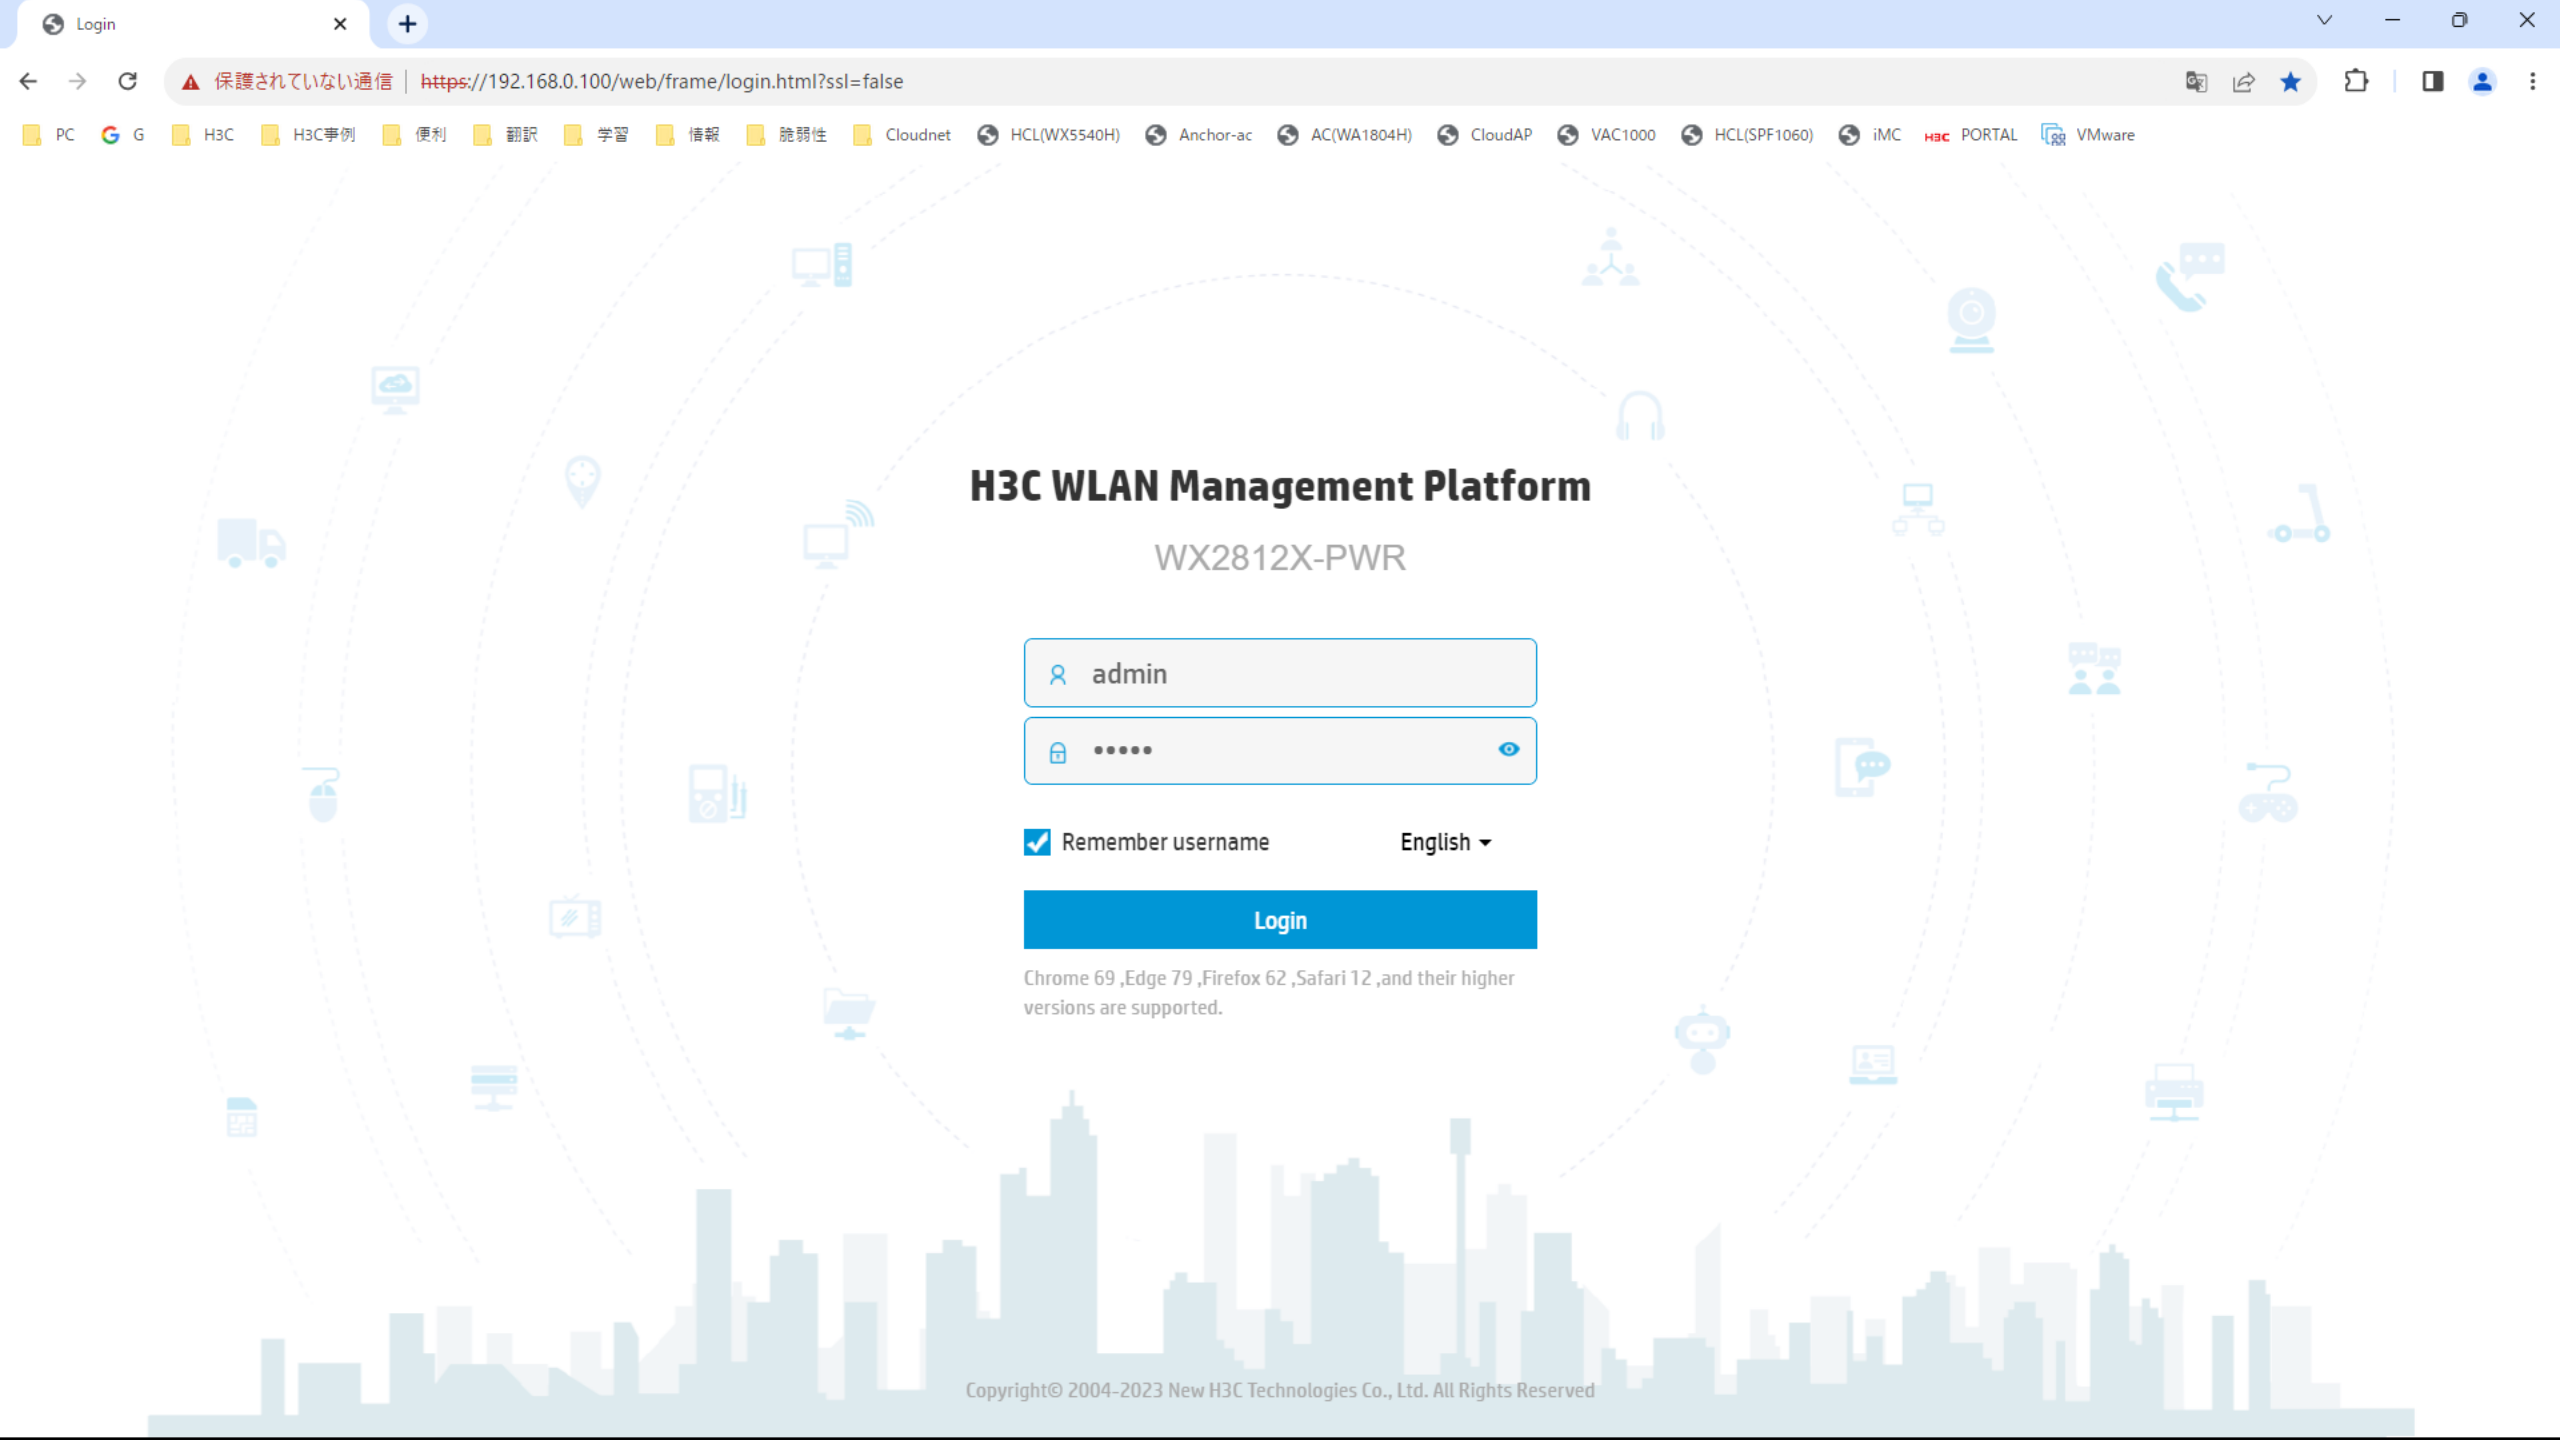 Login
保護されていない通信 https://192.168.0.100/web/frame/login.html?ssl=false
PC G H3C H3C事例 便利 翻訳 学習 情報 脆弱性 Cloudnet HCL(WX5540H) Anchor-ac AC(WA1804H) CloudAP VAC1000 HCL(SPF1060) iMC H3C PORTAL VMware
H3C WLAN Management Platform
WX2812X-PWR
admin
•••••
Remember username English
Login
Chrome 69 ,Edge 79 ,Firefox 62 ,Safari 12 ,and their higher
versions are supported.
Copyright© 2004-2023 New H3C Technologies Co., Ltd. All Rights Reserved